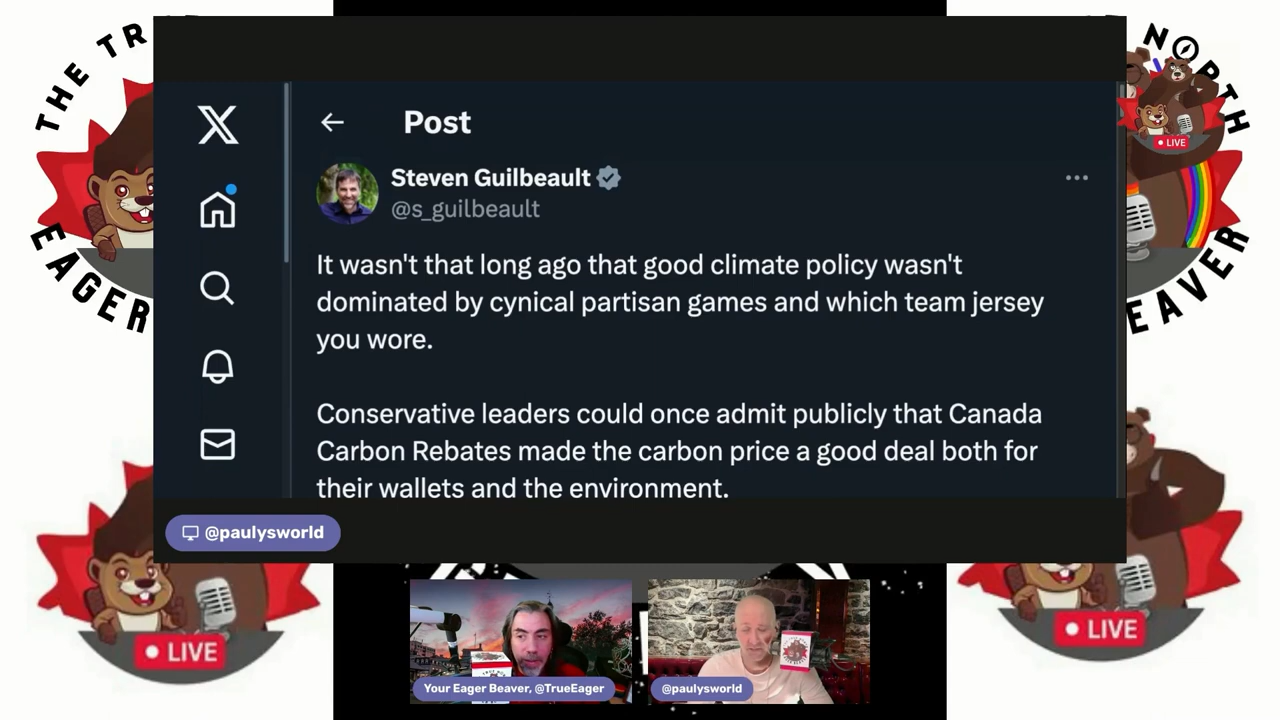 THE TR
EAGER
NORTH
EAVER
LIVE
Post
Steven Guilbeault
@s_guilbeault
It wasn't that long ago that good climate policy wasn't
dominated by cynical partisan games and which team jersey
you wore.
Conservative leaders could once admit publicly that Canada
Carbon Rebates made the carbon price a good deal both for
their wallets and the environment.
@paulysworld
LIVE
LIVE
Your Eager Beaver, @TrueEager
@paulysworld